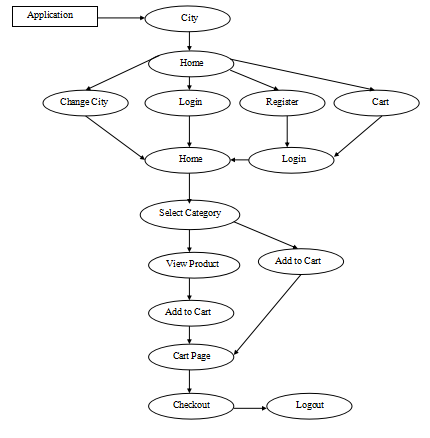 Application
City
Home
Change City
Login
Register
Cart
Home
Login
Select Category
View Product
Add to Cart
Add to Cart
Cart Page
Checkout
Logout